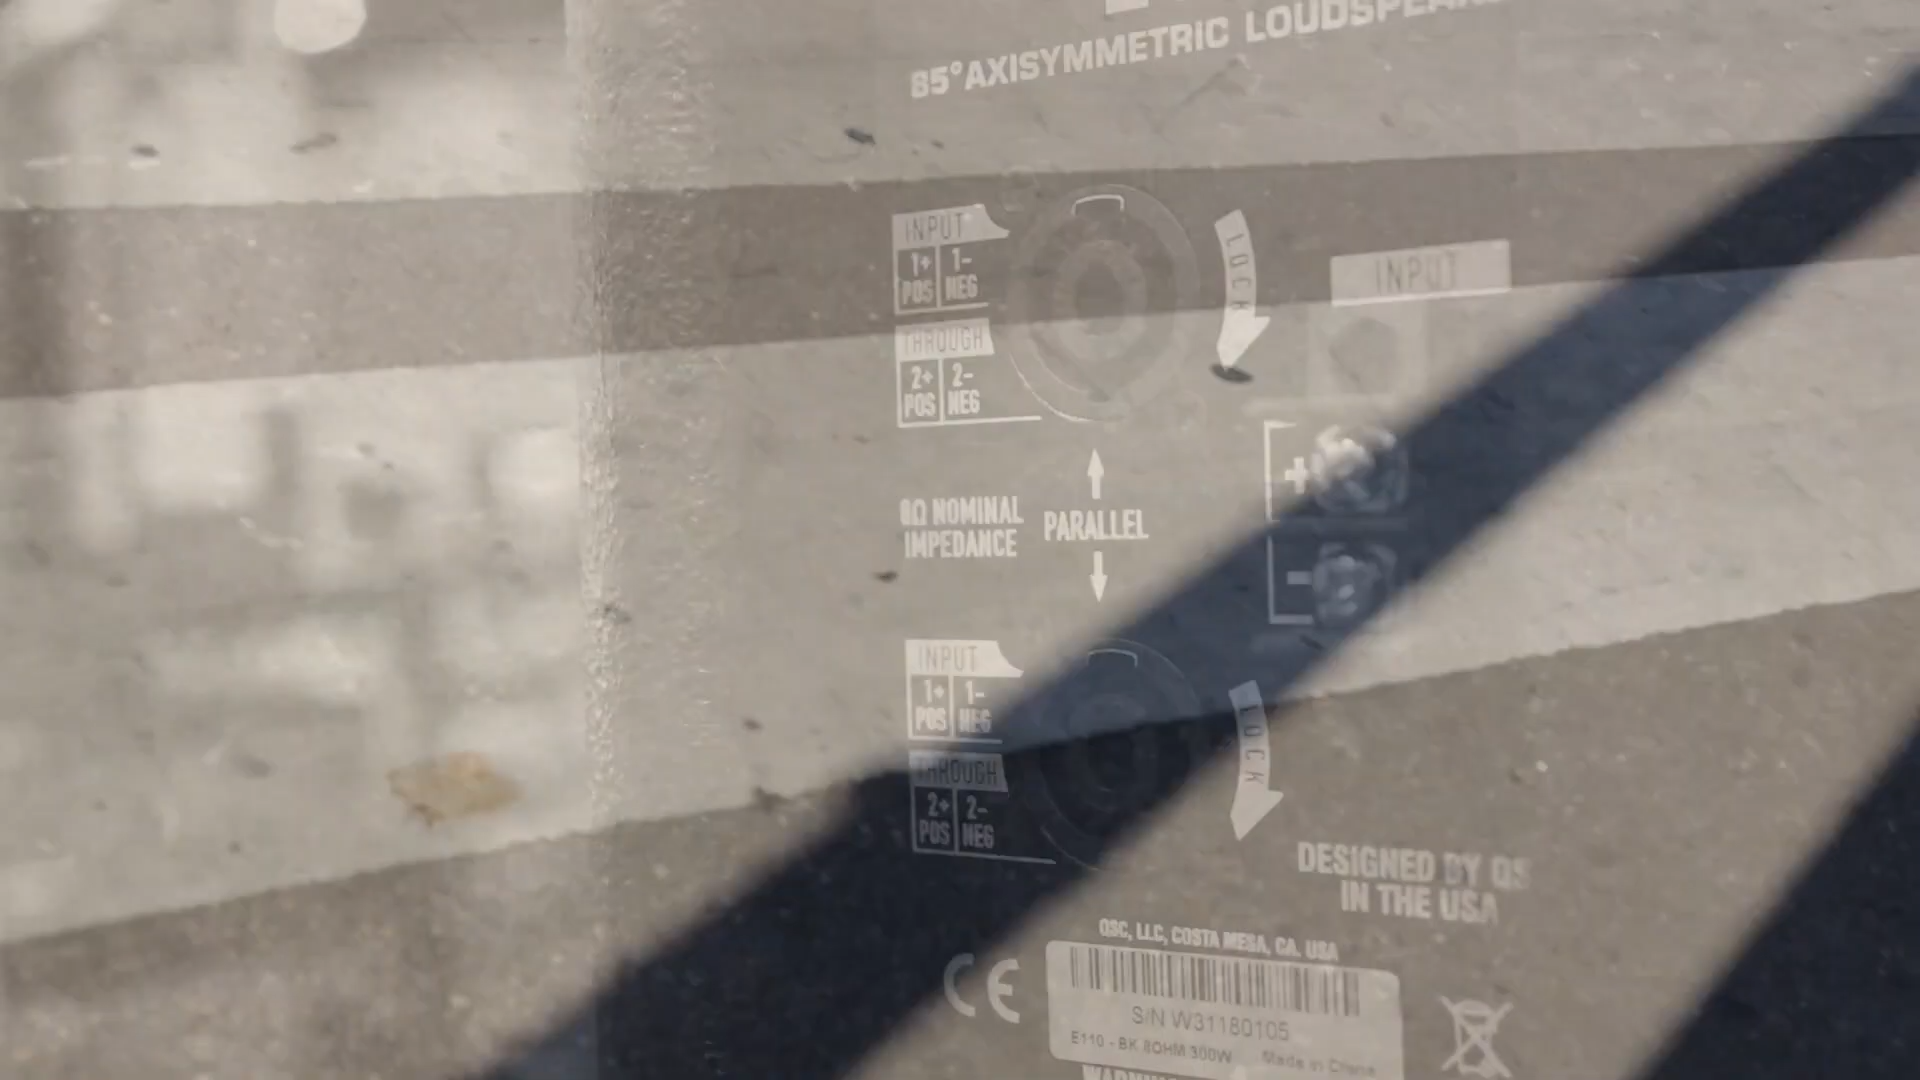 85°AXISYMMETRIC
INPUT
1+ 1-
POS NEG
THROUGH
2+ 2-
POS NEG
LOCK
INPUT
8Ω NOMINAL
IMPEDANCE
PARALLEL
+
-
INPUT
1+ 1-
POS NEG
THROUGH
2+ 2-
POS NEG
LOCK
DESIGNED BY
IN THE USA
QSC, LLC, COSTA MESA, CA. USA
CE
S/N W31180105
E110 - BK 8OHM 300W Made in China